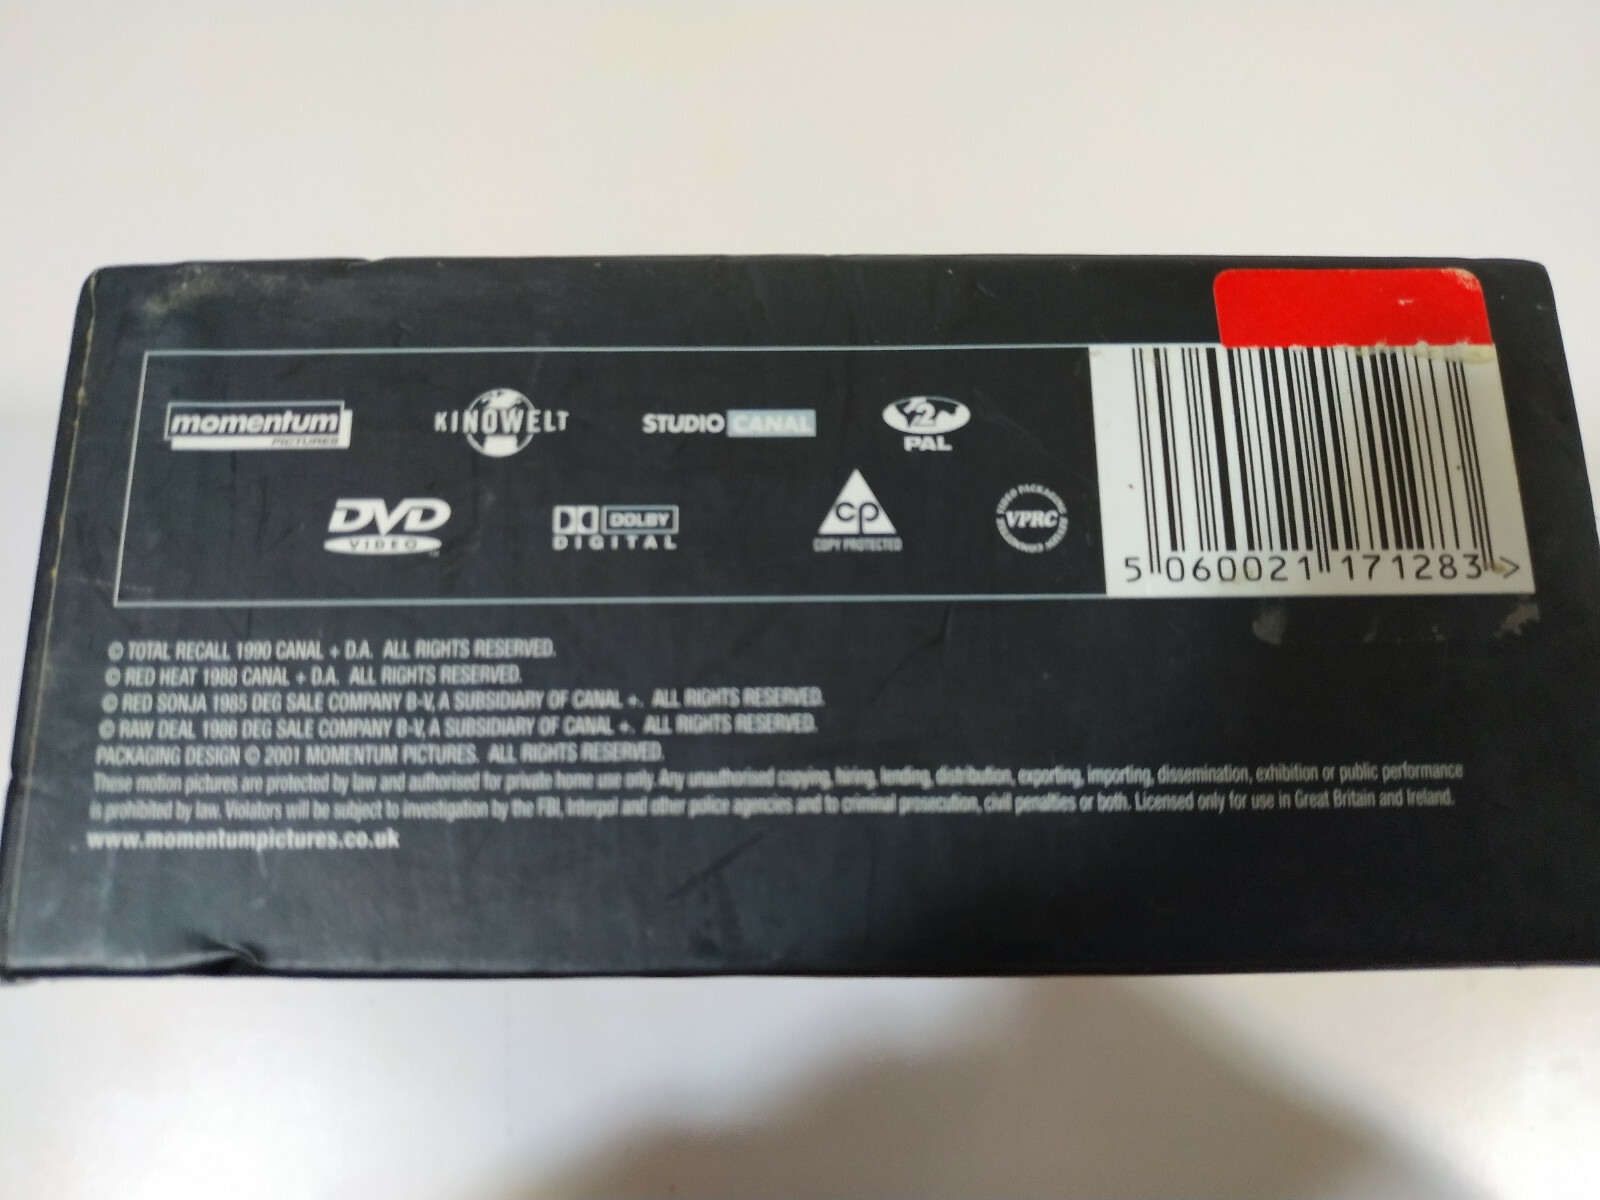 momentum
PICTURES
KINOWELT
STUDIO CANAL
2
PAL
DVD
VIDEO
DOLBY
DIGITAL
cp
COPY PROTECTED
VIDEO PACKAGING REVIEW COMMITTEE
VPRC
5 060021 171283 >
© TOTAL RECALL 1990 CANAL + D.A. ALL RIGHTS RESERVED.
© RED HEAT 1988 CANAL + D.A. ALL RIGHTS RESERVED.
© RED SONJA 1985 DEG SALE COMPANY B-V, A SUBSIDIARY OF CANAL +. ALL RIGHTS RESERVED.
© RAW DEAL 1986 DEG SALE COMPANY B-V, A SUBSIDIARY OF CANAL +. ALL RIGHTS RESERVED.
PACKAGING DESIGN © 2001 MOMENTUM PICTURES. ALL RIGHTS RESERVED.
These motion pictures are protected by law and authorised for private home use only. Any unauthorised copying, hiring, lending, distribution, exporting, importing, dissemination, exhibition or public performance
is prohibited by law. Violators will be subject to investigation by the FBI, Interpol and other police agencies and to criminal prosecution, civil penalties or both. Licensed only for use in Great Britain and Ireland.
www.momentumpictures.co.uk